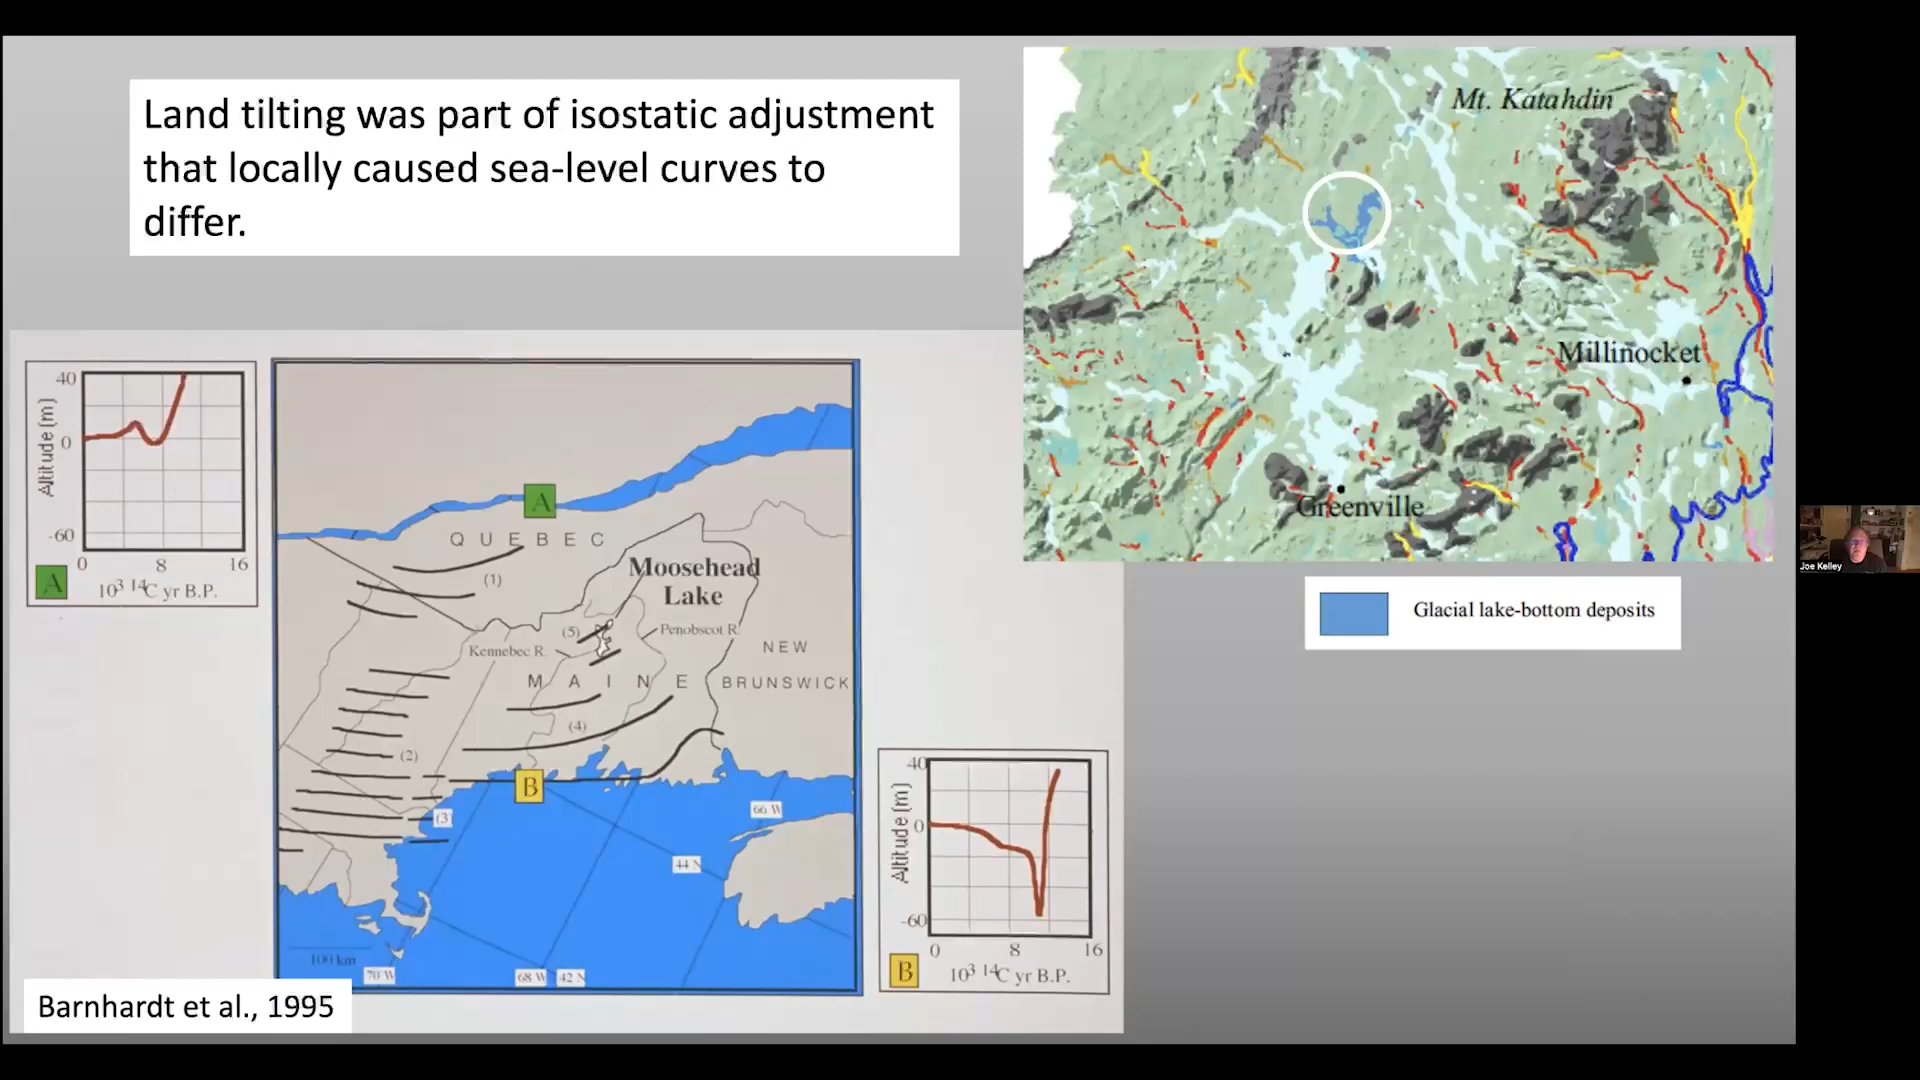 Land tilting was part of isostatic adjustment
that locally caused sea-level curves to
differ.
Mt. Katahdin
Millinocket
Greenville
Glacial lake-bottom deposits
Joe Kelley
40
0
-60
Altitude (m)
0 8 16
10³ ¹⁴C yr B.P.
A
A
QUEBEC
(1)
Moosehead
Lake
(5)
Penobscot R.
Kennebec R.
NEW
BRUNSWICK
MAINE
(4)
(2)
B
(3)
66 W
44 N
100 km
70 W
68 W
42 N
40
0
-60
Altitude (m)
0 8 16
10³ ¹⁴C yr B.P.
B
Barnhardt et al., 1995